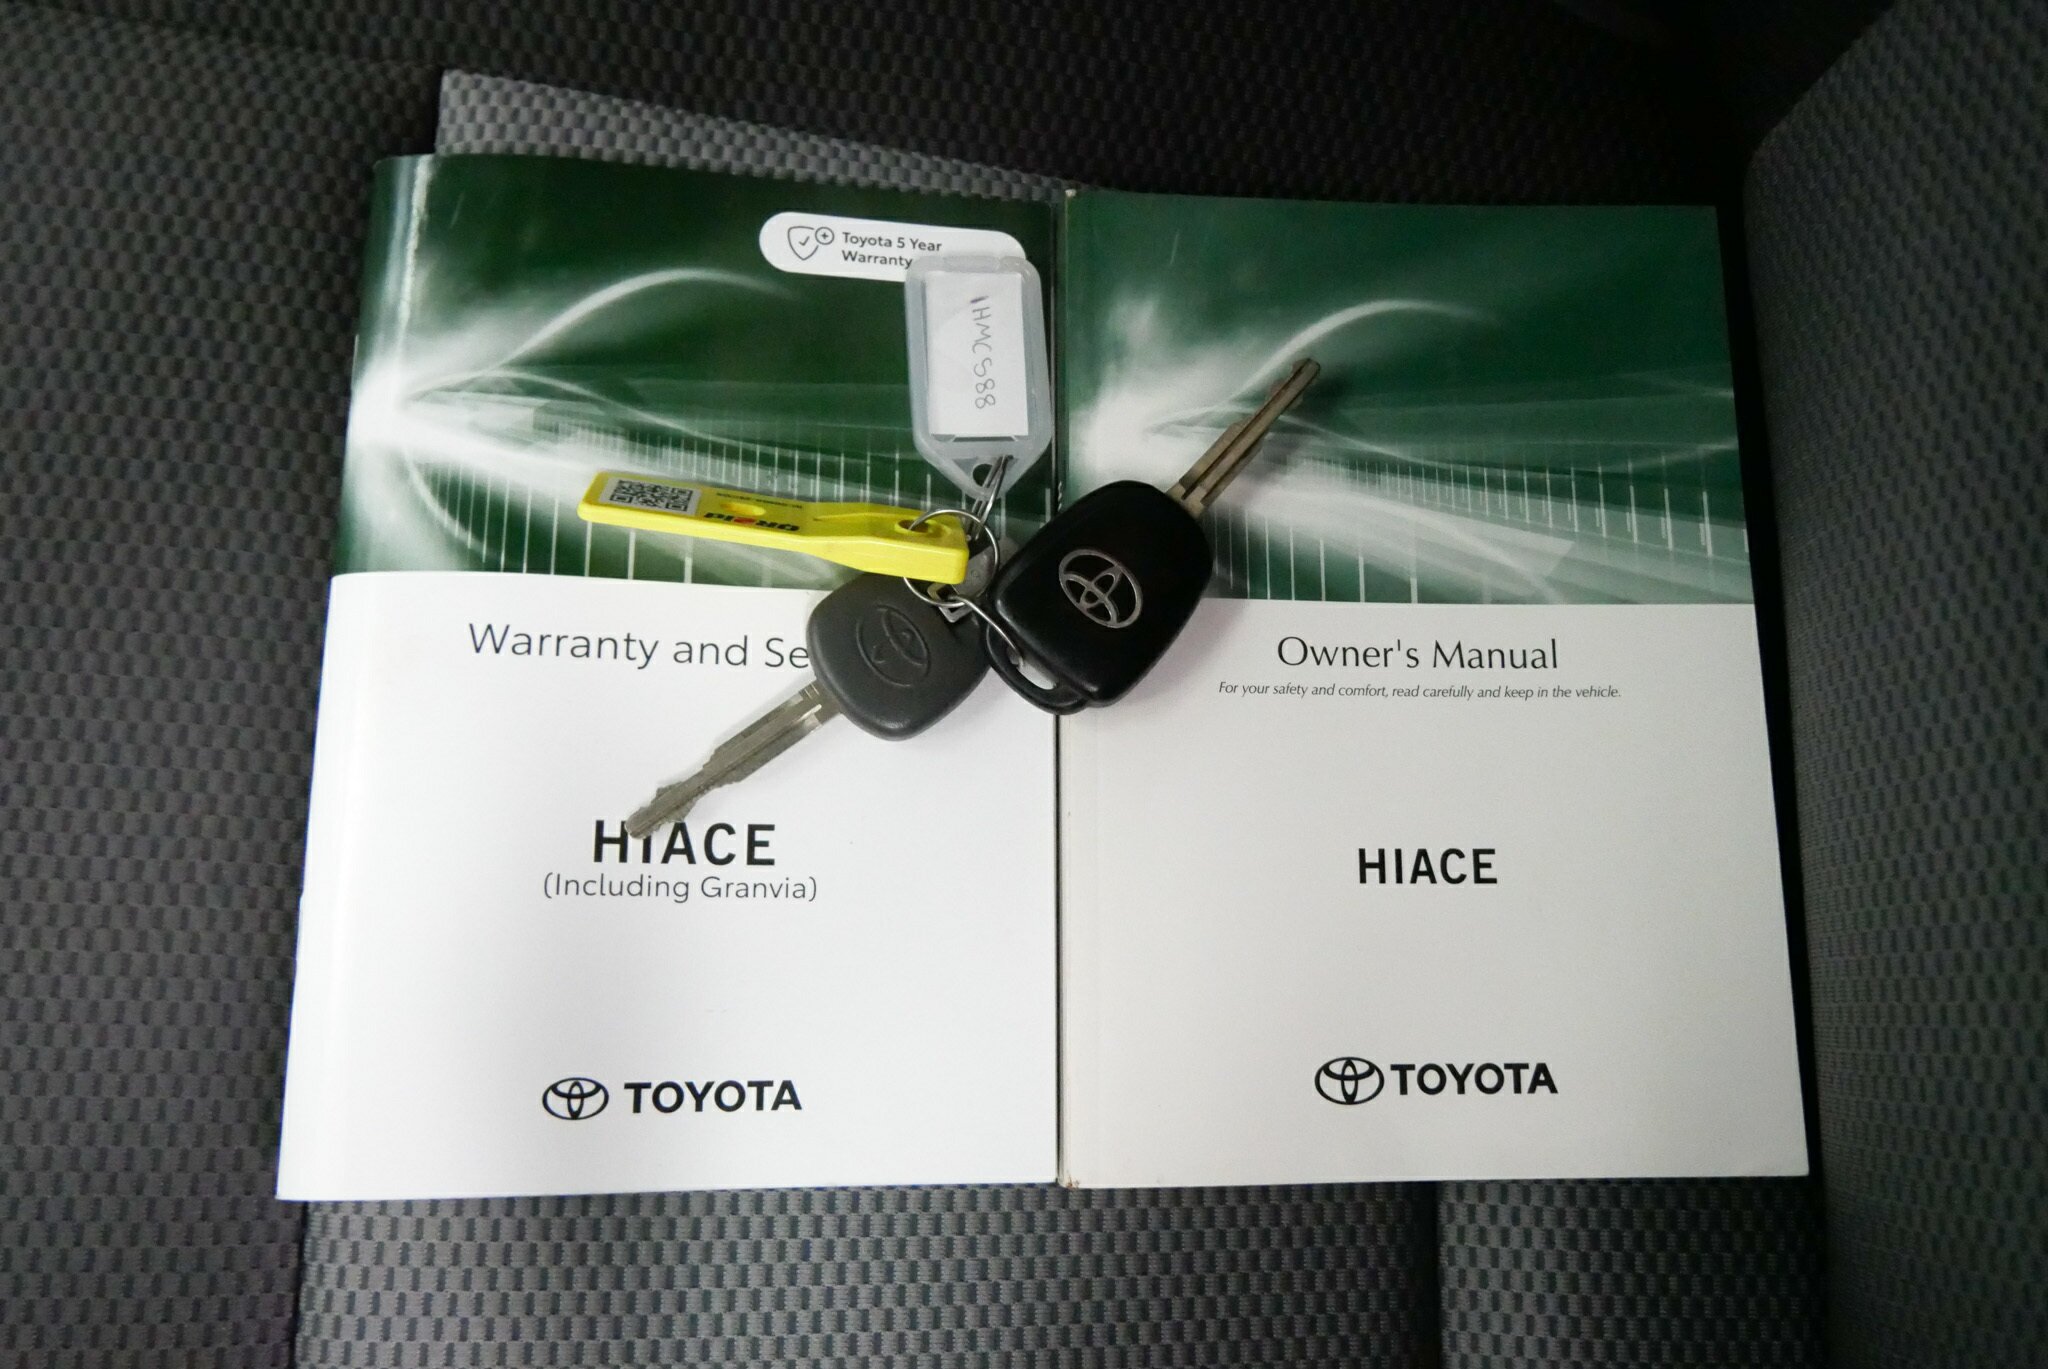 Toyota 5 Year
Warranty
1HMC588
QR
Warranty and Se
HIACE
(Including Granvia)
TOYOTA
Owner's Manual
For your safety and comfort, read carefully and keep in the vehicle.
HIACE
TOYOTA